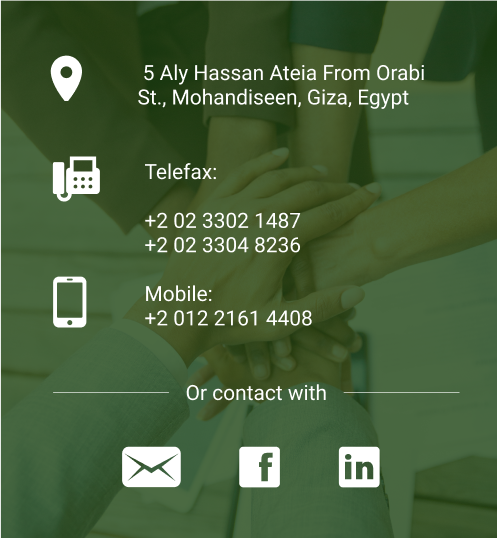 5 Aly Hassan Ateia From Orabi
St., Mohandiseen, Giza, Egypt
Telefax:
+2 02 3302 1487
+2 02 3304 8236
Mobile:
+2 012 2161 4408
Or contact with
f
in